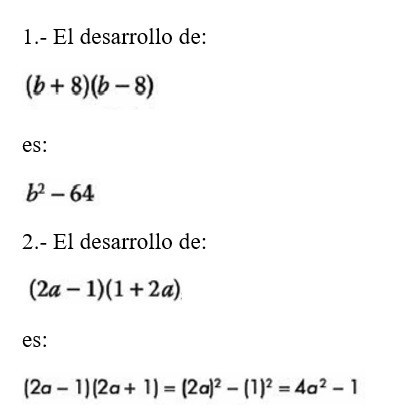 1.- El desarrollo de:
(b + 8)(b – 8)
es:
b² – 64
2.- El desarrollo de:
(2a – 1)(1 + 2a)
es:
(2a – 1)(2a + 1) = (2a)² – (1)² = 4a² – 1